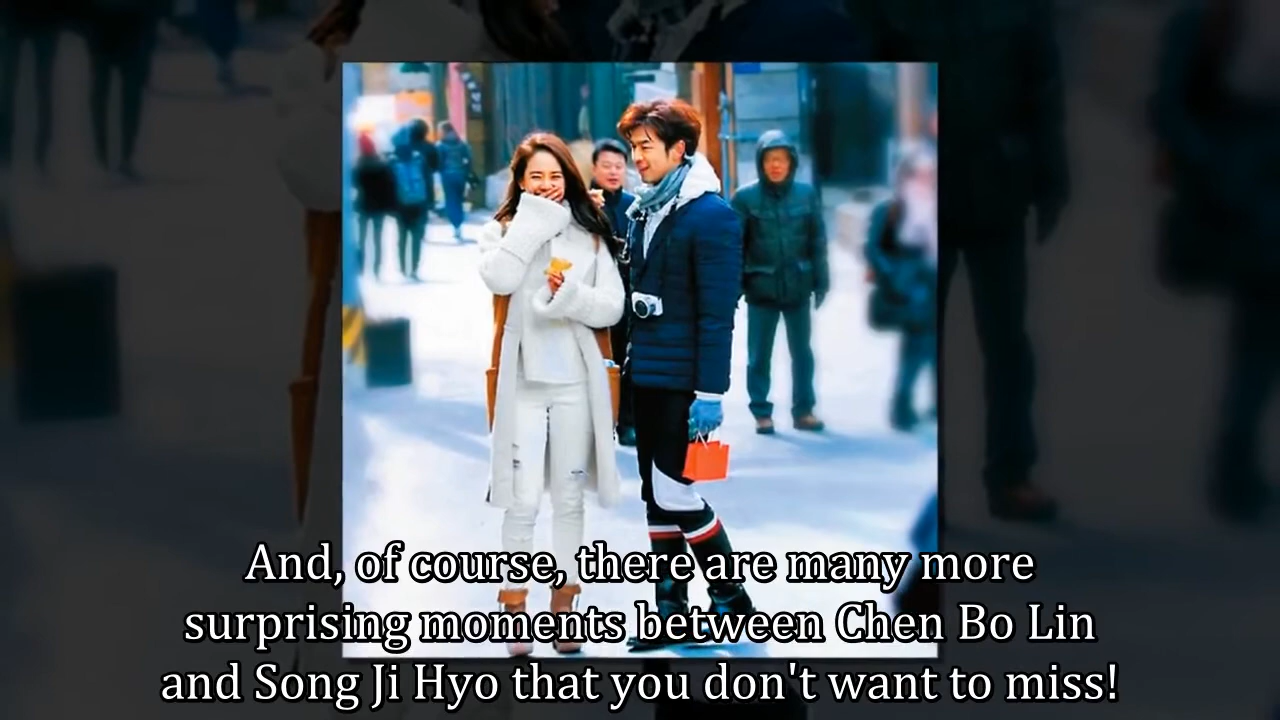 And, of course, there are many more
surprising moments between Chen Bo Lin
and Song Ji Hyo that you don't want to miss!